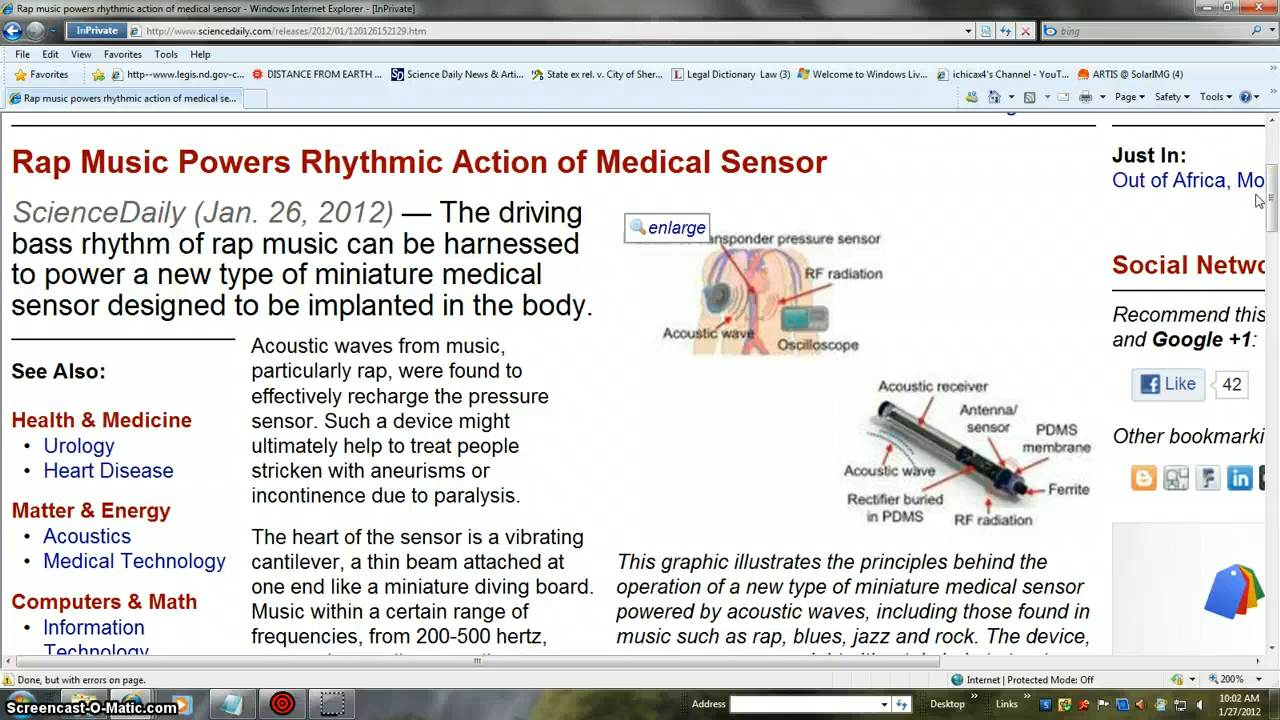 Rap music powers rhythmic action of medical sensor - Windows Internet Explorer - [InPrivate]
InPrivate http://www.sciencedaily.com/releases/2012/01/120126152129.htm bing
File Edit View Favorites Tools Help
Favorites http--www.legis.nd.gov-c... DISTANCE FROM EARTH ... Science Daily News & Arti... State ex rel. v. City of Sher... Legal Dictionary Law (3) Welcome to Windows Liv... ichicax4's Channel - YouT... ARTIS @ SolarIMG (4)
Rap music powers rhythmic action of medical se...
Page Safety Tools
Rap Music Powers Rhythmic Action of Medical Sensor
ScienceDaily (Jan. 26, 2012) — The driving
bass rhythm of rap music can be harnessed
to power a new type of miniature medical
sensor designed to be implanted in the body.
See Also:
Health & Medicine
• Urology
• Heart Disease
Matter & Energy
• Acoustics
• Medical Technology
Computers & Math
• Information
Technology
Acoustic waves from music,
particularly rap, were found to
effectively recharge the pressure
sensor. Such a device might
ultimately help to treat people
stricken with aneurisms or
incontinence due to paralysis.
The heart of the sensor is a vibrating
cantilever, a thin beam attached at
one end like a miniature diving board.
Music within a certain range of
frequencies, from 200-500 hertz,
enlarge
nsponder pressure sensor
RF radiation
Acoustic wave
Oscilloscope
Acoustic receiver
Antenna/
sensor
PDMS
membrane
Acoustic wave
Ferrite
Rectifier buried
in PDMS
RF radiation
This graphic illustrates the principles behind the
operation of a new type of miniature medical sensor
powered by acoustic waves, including those found in
music such as rap, blues, jazz and rock. The device,
Just In:
Out of Africa, Mo
Social Netwo
Recommend this
and Google +1:
Like 42
Other bookmarki
Done, but with errors on page. Internet | Protected Mode: Off 200%
Screencast-O-Matic.com
Address Desktop Links
10:02 AM
1/27/2012